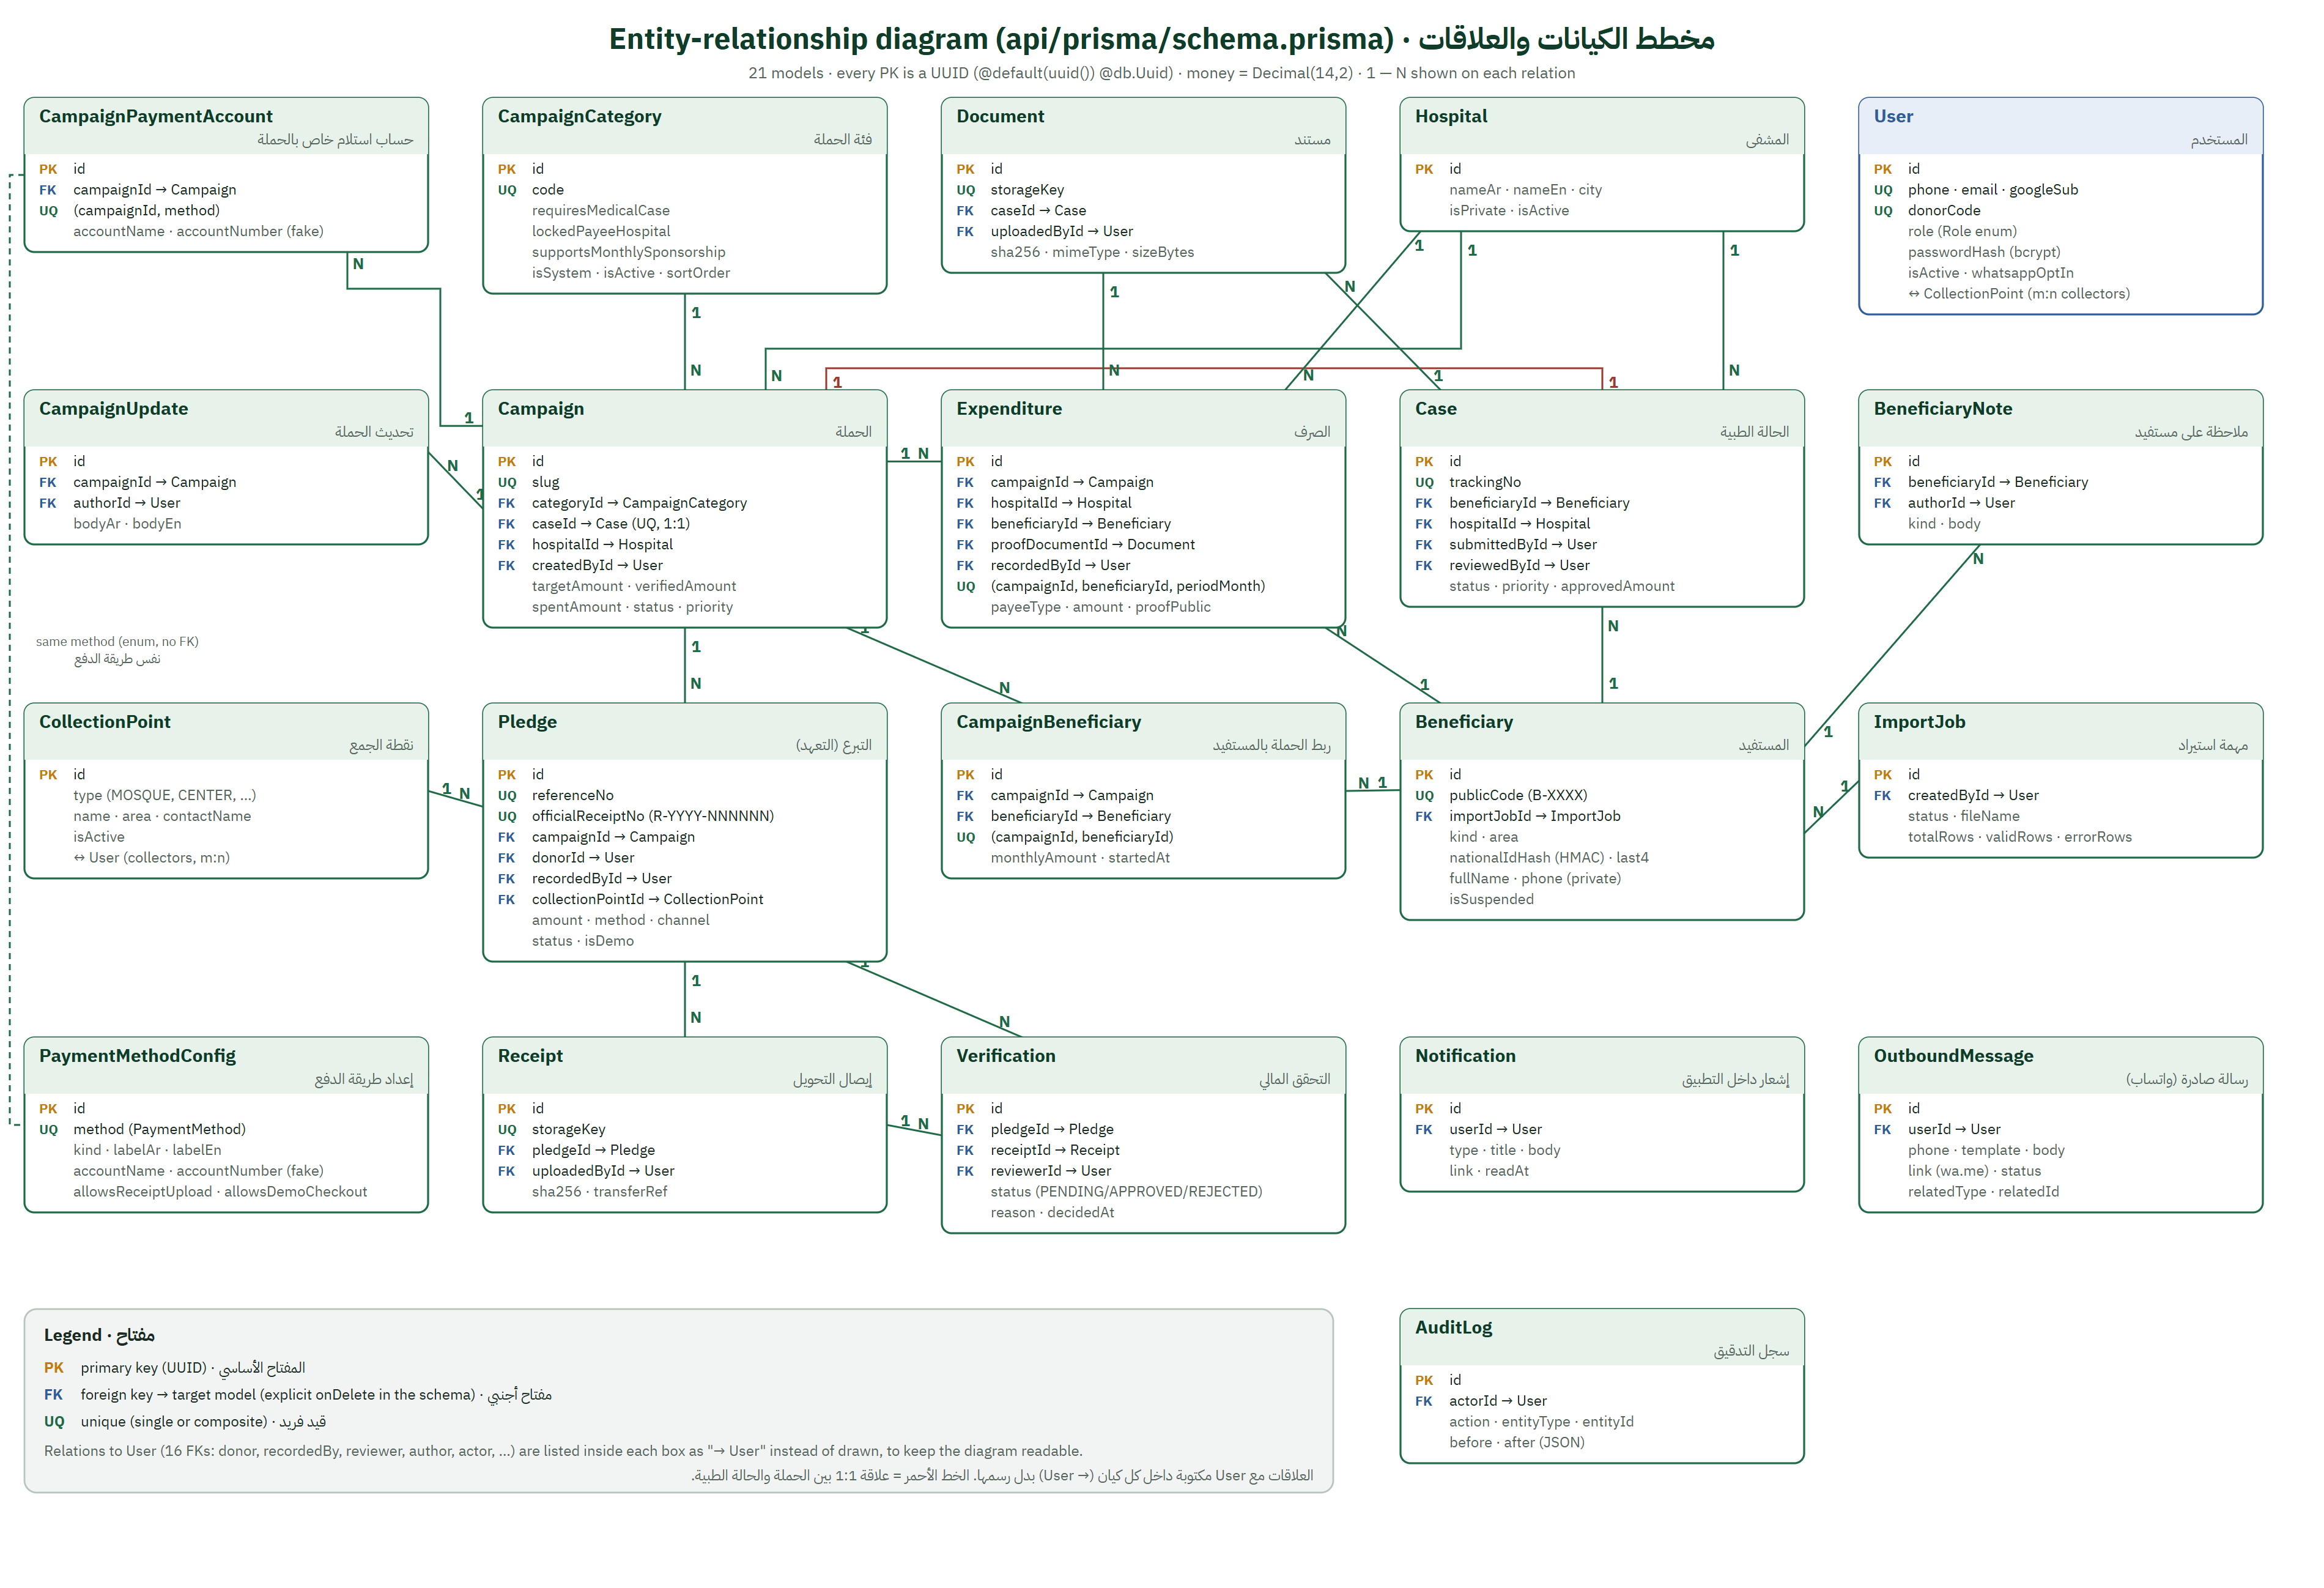 Entity-relationship diagram (api/prisma/schema.prisma) · مخطط الكيانات والعلاقات
21 models · every PK is a UUID (@default(uuid()) @db.Uuid) · money = Decimal(14,2) · 1 — N shown on each relation
CampaignPaymentAccount
حساب استلام خاص بالحملة
PK id
FK campaignId → Campaign
UQ (campaignId, method)
accountName · accountNumber (fake)
CampaignCategory
فئة الحملة
PK id
UQ code
requiresMedicalCase
lockedPayeeHospital
supportsMonthlySponsorship
isSystem · isActive · sortOrder
Document
مستند
PK id
UQ storageKey
FK caseId → Case
FK uploadedById → User
sha256 · mimeType · sizeBytes
Hospital
المشفى
PK id
nameAr · nameEn · city
isPrivate · isActive
User
المستخدم
PK id
UQ phone · email · googleSub
UQ donorCode
role (Role enum)
passwordHash (bcrypt)
isActive · whatsappOptIn
↔ CollectionPoint (m:n collectors)
N
1
1
N
1
N
1
N
1
N
1
N
N
1
1
N
1
1
CampaignUpdate
تحديث الحملة
PK id
FK campaignId → Campaign
FK authorId → User
bodyAr · bodyEn
N
1
Campaign
الحملة
PK id
UQ slug
FK categoryId → CampaignCategory
FK caseId → Case (UQ, 1:1)
FK hospitalId → Hospital
FK createdById → User
targetAmount · verifiedAmount
spentAmount · status · priority
1 N
Expenditure
الصرف
PK id
FK campaignId → Campaign
FK hospitalId → Hospital
FK beneficiaryId → Beneficiary
FK proofDocumentId → Document
FK recordedById → User
UQ (campaignId, beneficiaryId, periodMonth)
payeeType · amount · proofPublic
Case
الحالة الطبية
PK id
UQ trackingNo
FK beneficiaryId → Beneficiary
FK hospitalId → Hospital
FK submittedById → User
FK reviewedById → User
status · priority · approvedAmount
BeneficiaryNote
ملاحظة على مستفيد
PK id
FK beneficiaryId → Beneficiary
FK authorId → User
kind · body
same method (enum, no FK)
نفس طريقة الدفع
1
N
1
N
N
1
N
1
N
1
CollectionPoint
نقطة الجمع
PK id
type (MOSQUE, CENTER, ...)
name · area · contactName
isActive
↔ User (collectors, m:n)
1 N
Pledge
التبرع (التعهد)
PK id
UQ referenceNo
UQ officialReceiptNo (R-YYYY-NNNNNN)
FK campaignId → Campaign
FK donorId → User
FK recordedById → User
FK collectionPointId → CollectionPoint
amount · method · channel
status · isDemo
CampaignBeneficiary
ربط الحملة بالمستفيد
PK id
FK campaignId → Campaign
FK beneficiaryId → Beneficiary
UQ (campaignId, beneficiaryId)
monthlyAmount · startedAt
N 1
Beneficiary
المستفيد
PK id
UQ publicCode (B-XXXX)
FK importJobId → ImportJob
kind · area
nationalIdHash (HMAC) · last4
fullName · phone (private)
isSuspended
N
1
ImportJob
مهمة استيراد
PK id
FK createdById → User
status · fileName
totalRows · validRows · errorRows
1
N
1
N
PaymentMethodConfig
إعداد طريقة الدفع
PK id
UQ method (PaymentMethod)
kind · labelAr · labelEn
accountName · accountNumber (fake)
allowsReceiptUpload · allowsDemoCheckout
Receipt
إيصال التحويل
PK id
UQ storageKey
FK pledgeId → Pledge
FK uploadedById → User
sha256 · transferRef
1 N
Verification
التحقق المالي
PK id
FK pledgeId → Pledge
FK receiptId → Receipt
FK reviewerId → User
status (PENDING/APPROVED/REJECTED)
reason · decidedAt
Notification
إشعار داخل التطبيق
PK id
FK userId → User
type · title · body
link · readAt
OutboundMessage
رسالة صادرة (واتساب)
PK id
FK userId → User
phone · template · body
link (wa.me) · status
relatedType · relatedId
Legend · مفتاح
PK primary key (UUID) · المفتاح الأساسي
FK foreign key → target model (explicit onDelete in the schema) · مفتاح أجنبي
UQ unique (single or composite) · قيد فريد
Relations to User (16 FKs: donor, recordedBy, reviewer, author, actor, ...) are listed inside each box as "→ User" instead of drawn, to keep the diagram readable.
العلاقات مع User مكتوبة داخل كل كيان (→ User) بدل رسمها. الخط الأحمر = علاقة 1:1 بين الحملة والحالة الطبية.
AuditLog
سجل التدقيق
PK id
FK actorId → User
action · entityType · entityId
before · after (JSON)